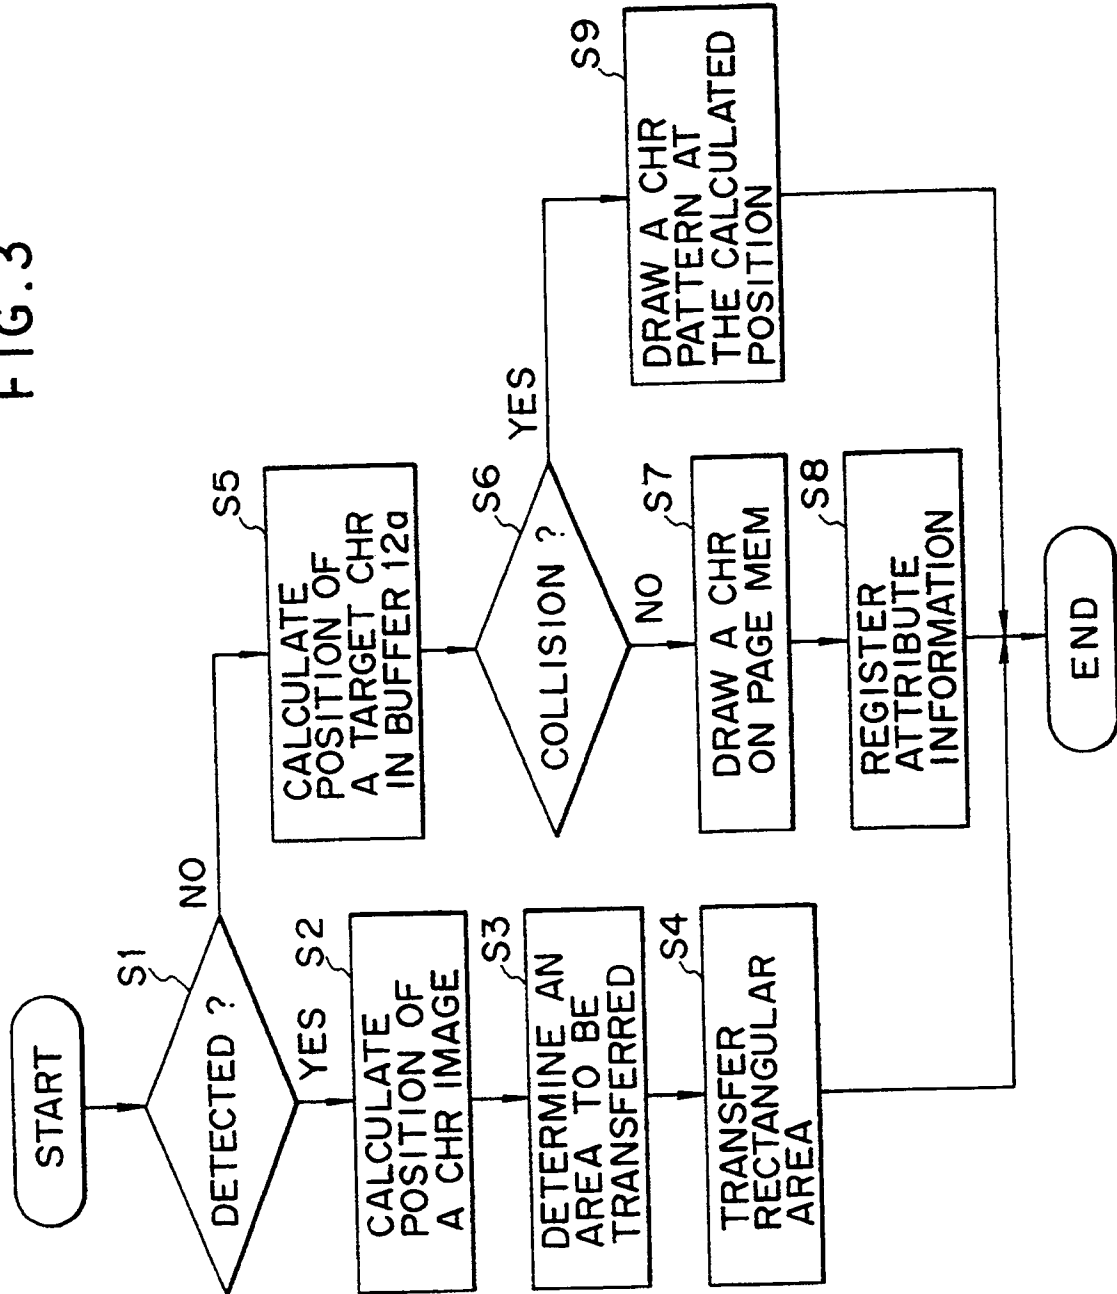 FIG.3
START
S1
DETECTED ?
NO
YES
S2
CALCULATE
POSITION OF
A CHR IMAGE
S3
DETERMINE AN
AREA TO BE
TRANSFERRED
S4
TRANSFER
RECTANGULAR
AREA
S5
CALCULATE
POSITION OF
A TARGET CHR
IN BUFFER 12a
S6
COLLISION ?
YES
NO
S7
DRAW A CHR
ON PAGE MEM
S8
REGISTER
ATTRIBUTE
INFORMATION
S9
DRAW A CHR
PATTERN AT
THE CALCULATED
POSITION
END